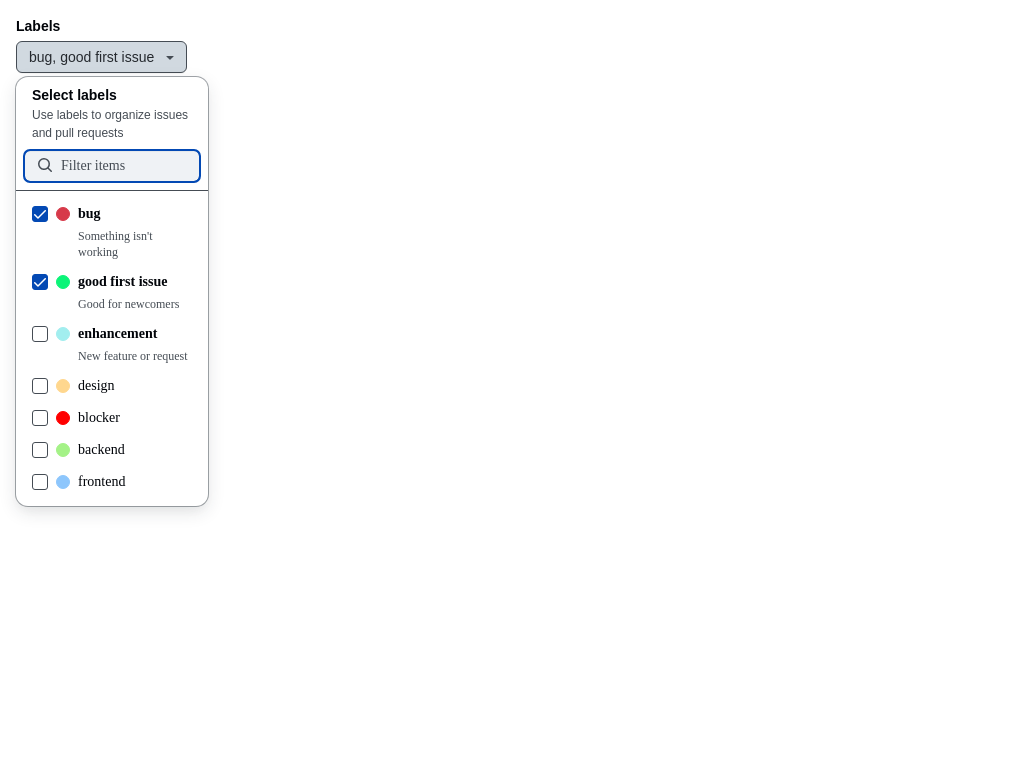 Labels
bug, good first issue
Select labels
Use labels to organize issues
and pull requests
Filter items
bug
Something isn't
working
good first issue
Good for newcomers
enhancement
New feature or request
design
blocker
backend
frontend